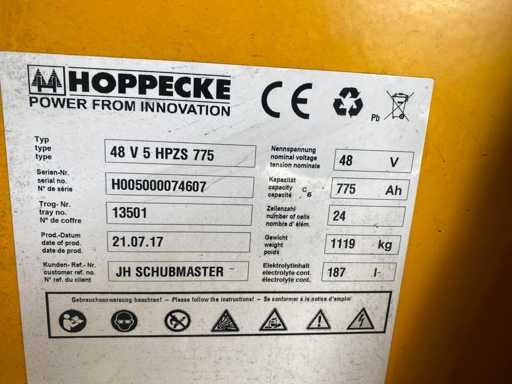 HOPPECKE
POWER FROM INNOVATION
CE
Pb
Typ
type
type
48 V 5 HPZS 775
Serien-Nr.
serial no.
N° de série
H005000074607
Trog- Nr.
tray no.
N° de coffre
13501
Prod.-Datum
date of prod.
date de prod.
21.07.17
Kunden- Ref.-Nr.
customer ref. no.
N° ref. du client
JH SCHUBMASTER
Nennspannung
nominal voltage
tension nominale
48 V
Kapazität
capacity
capacité
C5
775 Ah
Zellenzahl
number of cells
nombre d' élém.
24
Gewicht
weight
poids
1119 kg
Elektrolytinhalt
electrolyte cont.
électrolyte cont.
187 l
Gebrauchsanweisung beachten! - Please follow the instructions! - Se conformer à la notice d'emploi